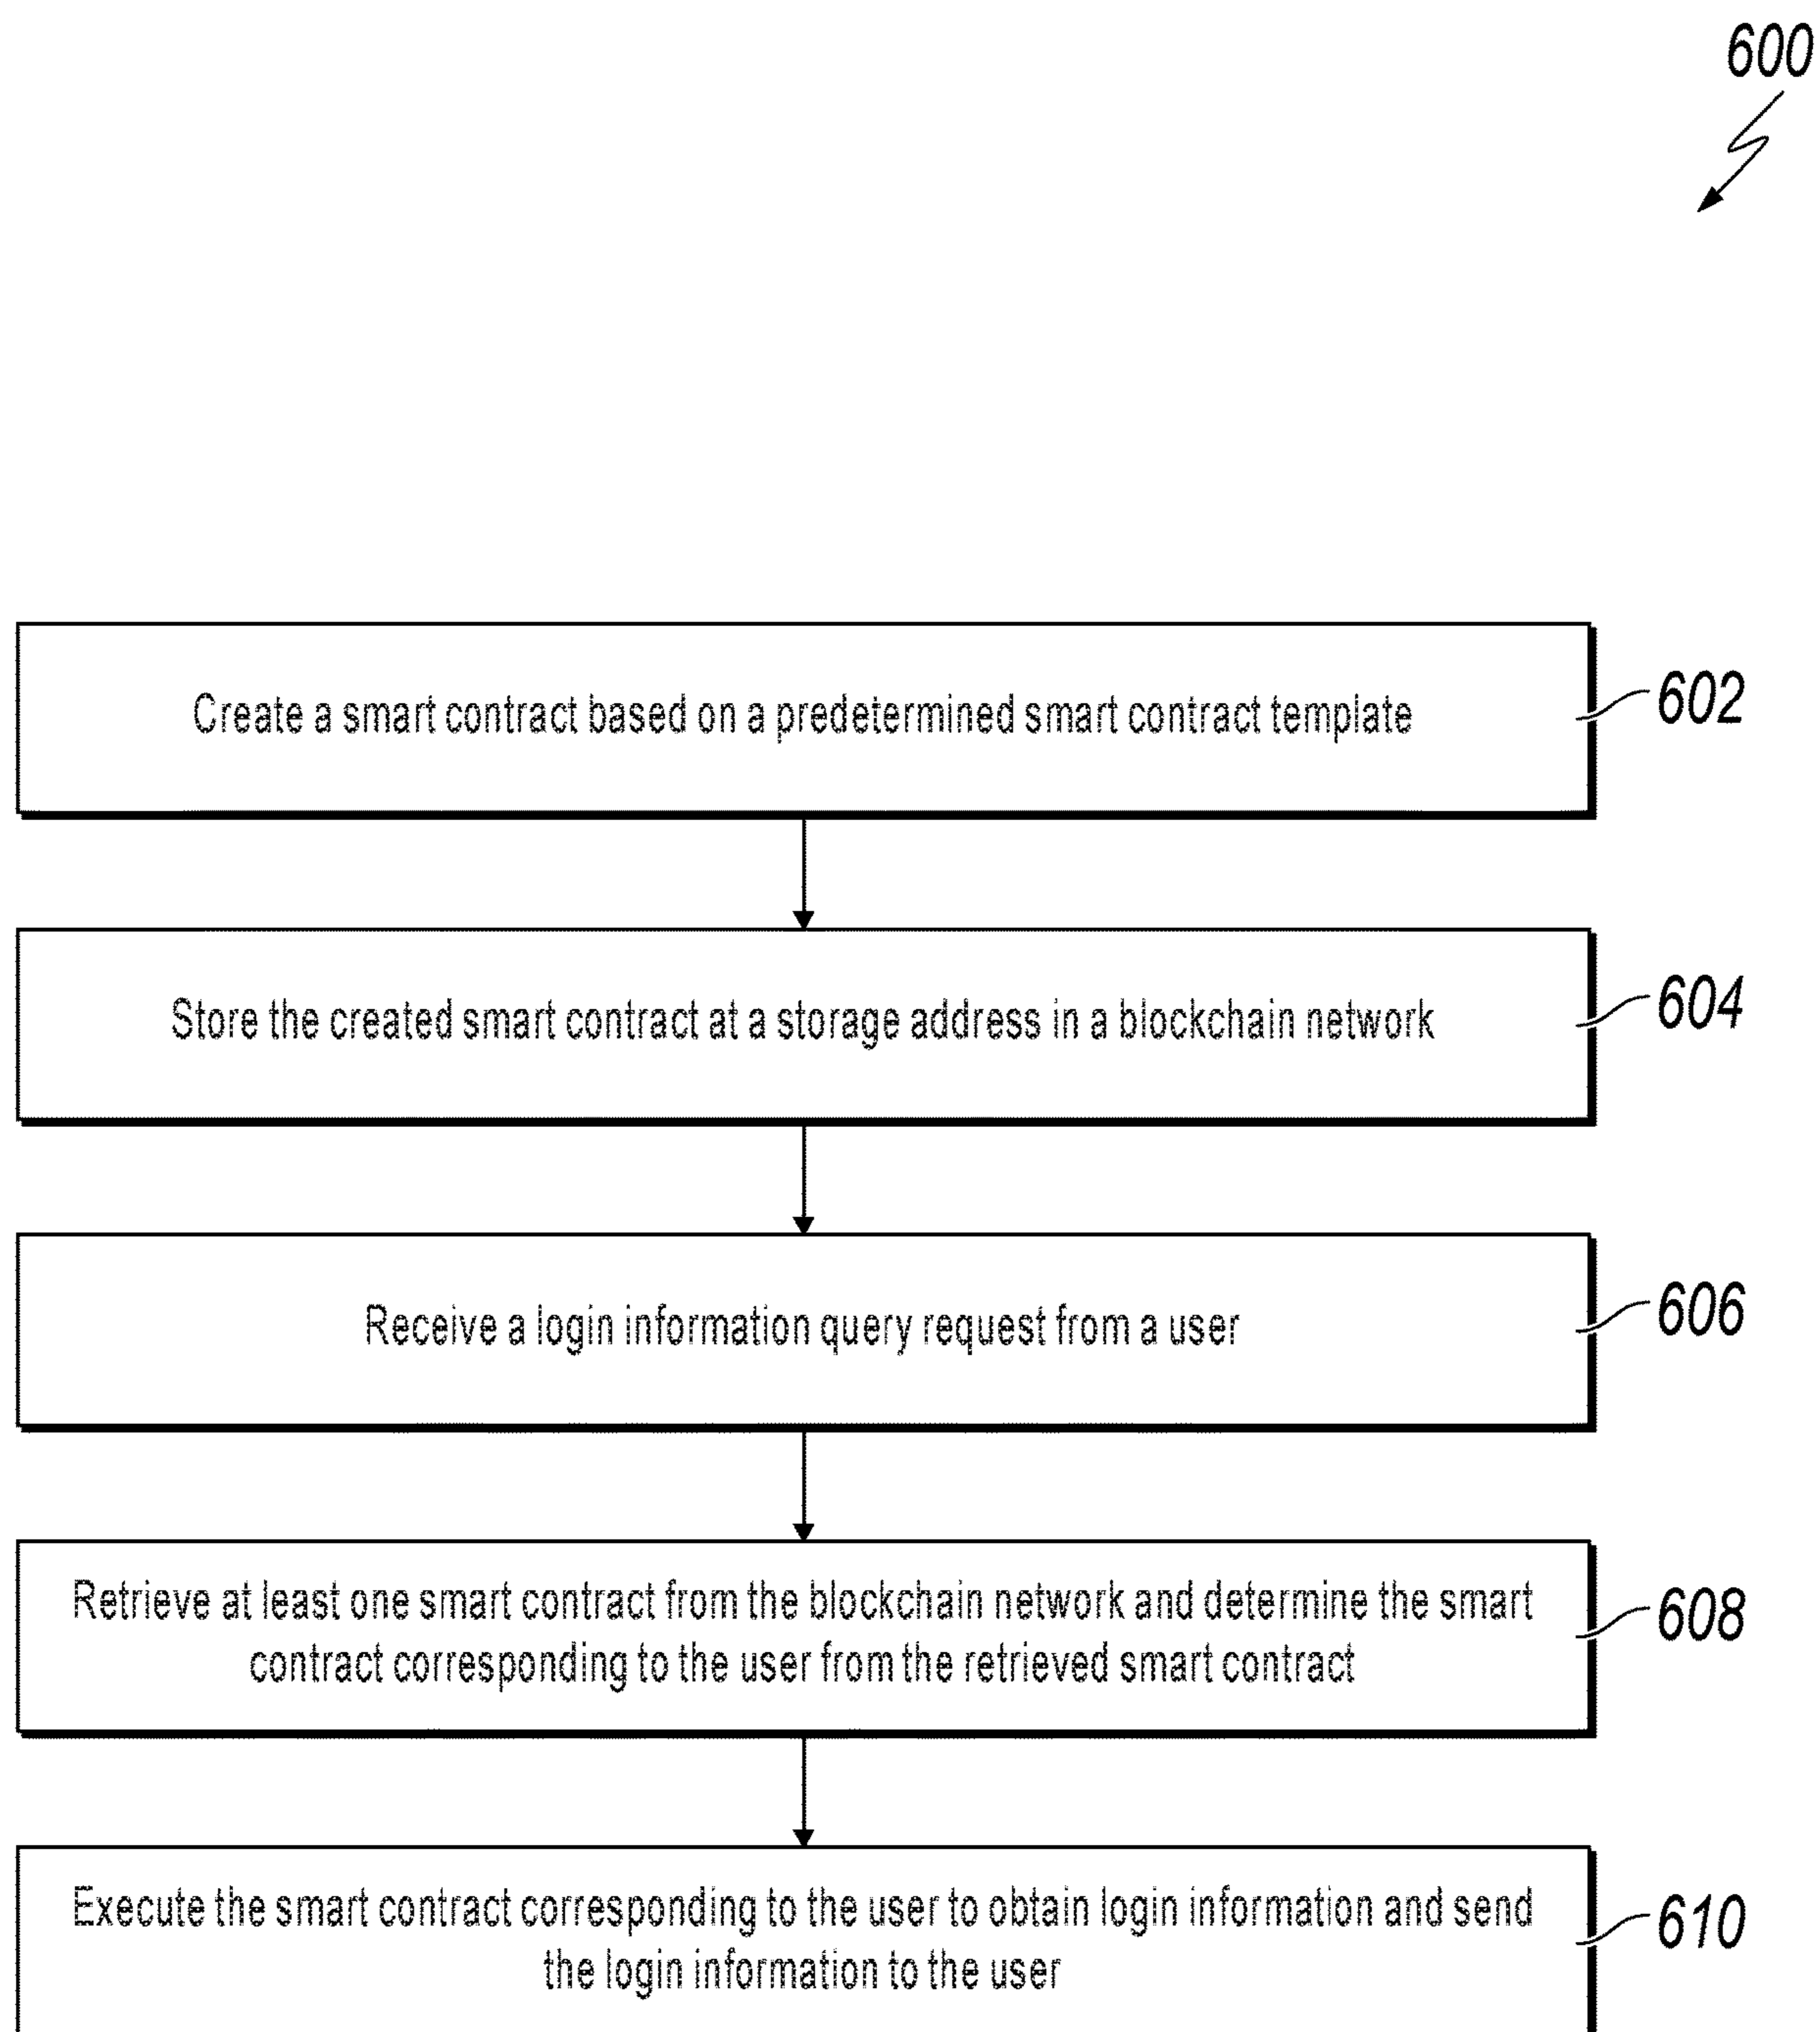 600
Create a smart contract based on a predetermined smart contract template
602
Store the created smart contract at a storage address in a blockchain network
604
Receive a login information query request from a user
606
Retrieve at least one smart contract from the blockchain network and determine the smart
contract corresponding to the user from the retrieved smart contract
608
Execute the smart contract corresponding to the user to obtain login information and send
the login information to the user
610